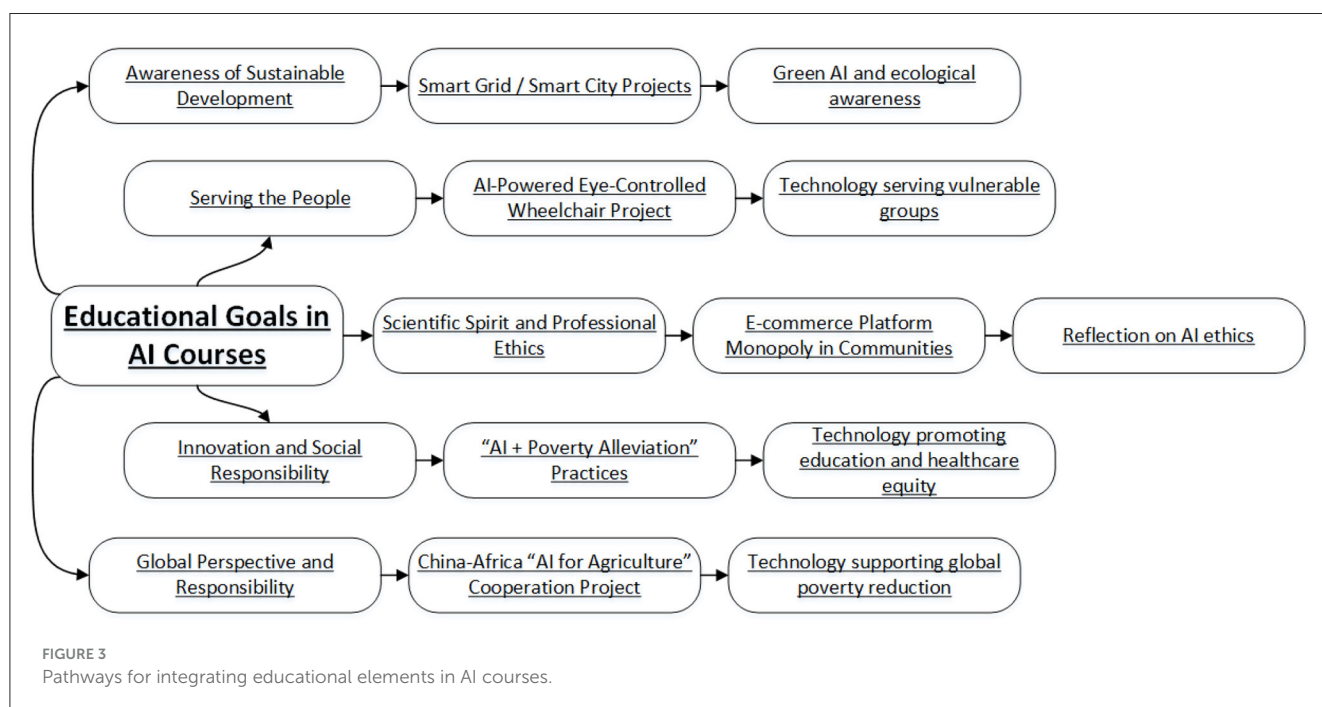 Awareness of Sustainable
Development
Smart Grid / Smart City Projects
Green AI and ecological
awareness
Serving the People
AI-Powered Eye-Controlled
Wheelchair Project
Technology serving vulnerable
groups
Educational Goals in
AI Courses
Scientific Spirit and Professional
Ethics
E-commerce Platform
Monopoly in Communities
Reflection on AI ethics
Innovation and Social
Responsibility
“AI + Poverty Alleviation”
Practices
Technology promoting
education and healthcare
equity
Global Perspective and
Responsibility
China-Africa “AI for Agriculture”
Cooperation Project
Technology supporting global
poverty reduction
FIGURE 3
Pathways for integrating educational elements in AI courses.